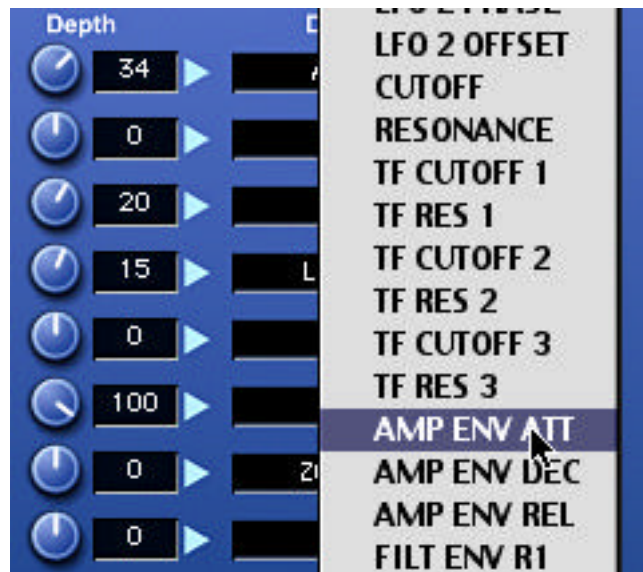 Depth
34
0
20
15
0
100
0
0
LFO 2 OFFSET
CUTOFF
RESONANCE
TF CUTOFF 1
TF RES 1
TF CUTOFF 2
TF RES 2
TF CUTOFF 3
TF RES 3
AMP ENV ATT
AMP ENV DEC
AMP ENV REL
FILT ENV R1